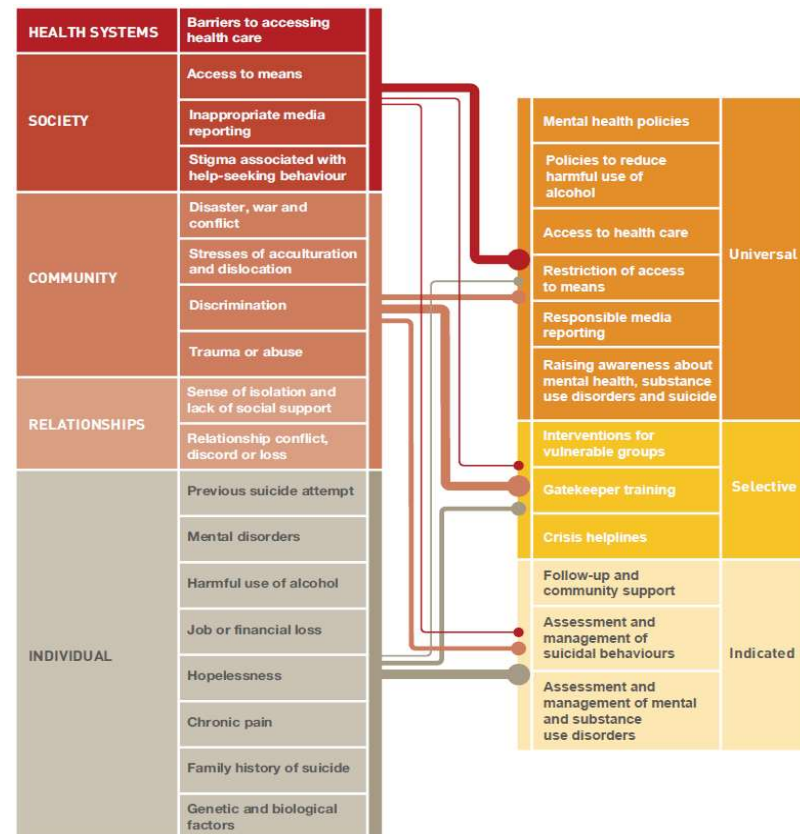 HEALTH SYSTEMS
Barriers to accessing
health care
SOCIETY
Access to means
Inappropriate media
reporting
Stigma associated with
help-seeking behaviour
COMMUNITY
Disaster, war and
conflict
Stresses of acculturation
and dislocation
Discrimination
Trauma or abuse
RELATIONSHIPS
Sense of isolation and
lack of social support
Relationship conflict,
discord or loss
INDIVIDUAL
Previous suicide attempt
Mental disorders
Harmful use of alcohol
Job or financial loss
Hopelessness
Chronic pain
Family history of suicide
Genetic and biological
factors
Mental health policies
Policies to reduce
harmful use of
alcohol
Access to health care
Restriction of access
to means
Responsible media
reporting
Raising awareness about
mental health, substance
use disorders and suicide
Universal
Interventions for
vulnerable groups
Gatekeeper training
Crisis helplines
Selective
Follow-up and
community support
Assessment and
management of
suicidal behaviours
Assessment and
management of mental
and substance
use disorders
Indicated